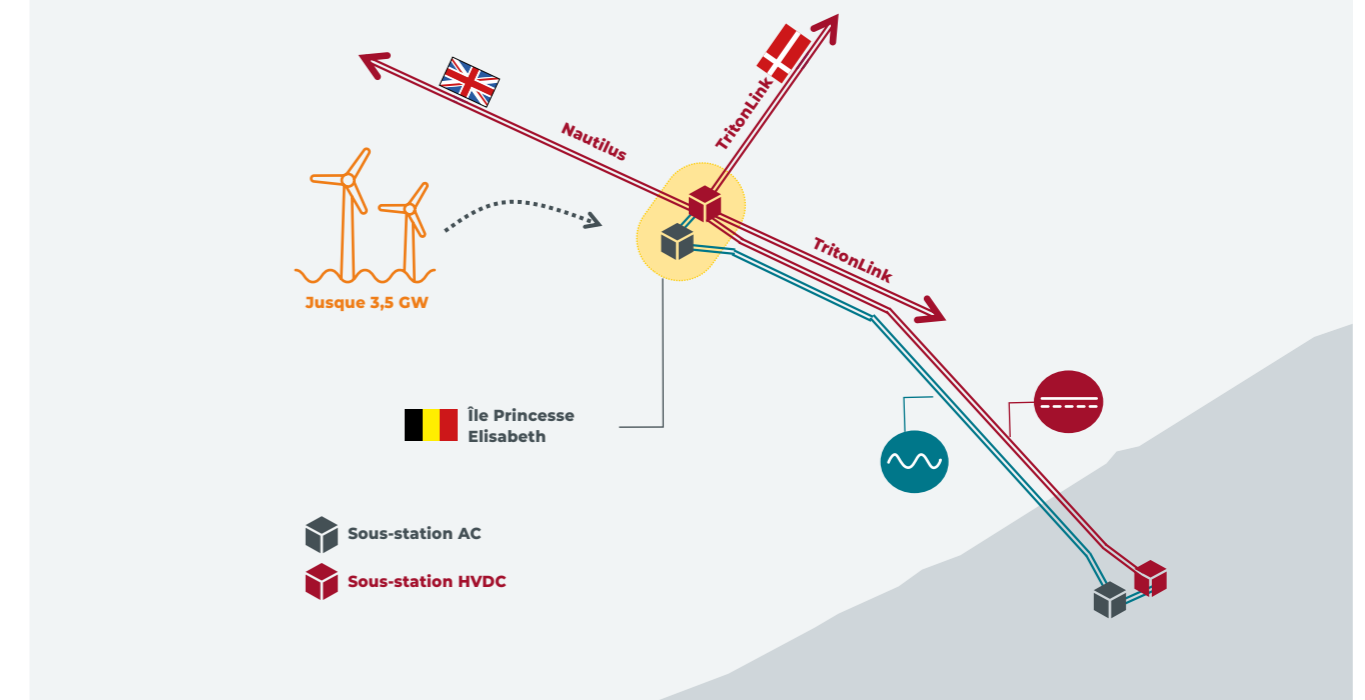 TritonLink
Nautilus
TritonLink
Jusque 3,5 GW
Île Princesse
Elisabeth
Sous-station AC
Sous-station HVDC